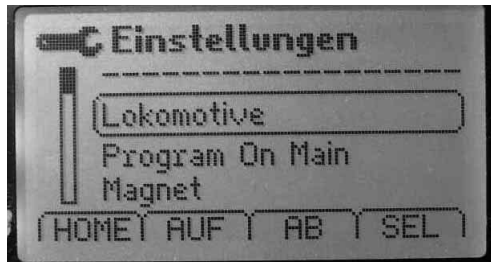 Einstellungen
Lokomotive
Program On Main
Magnet
HOME AUF AB SEL